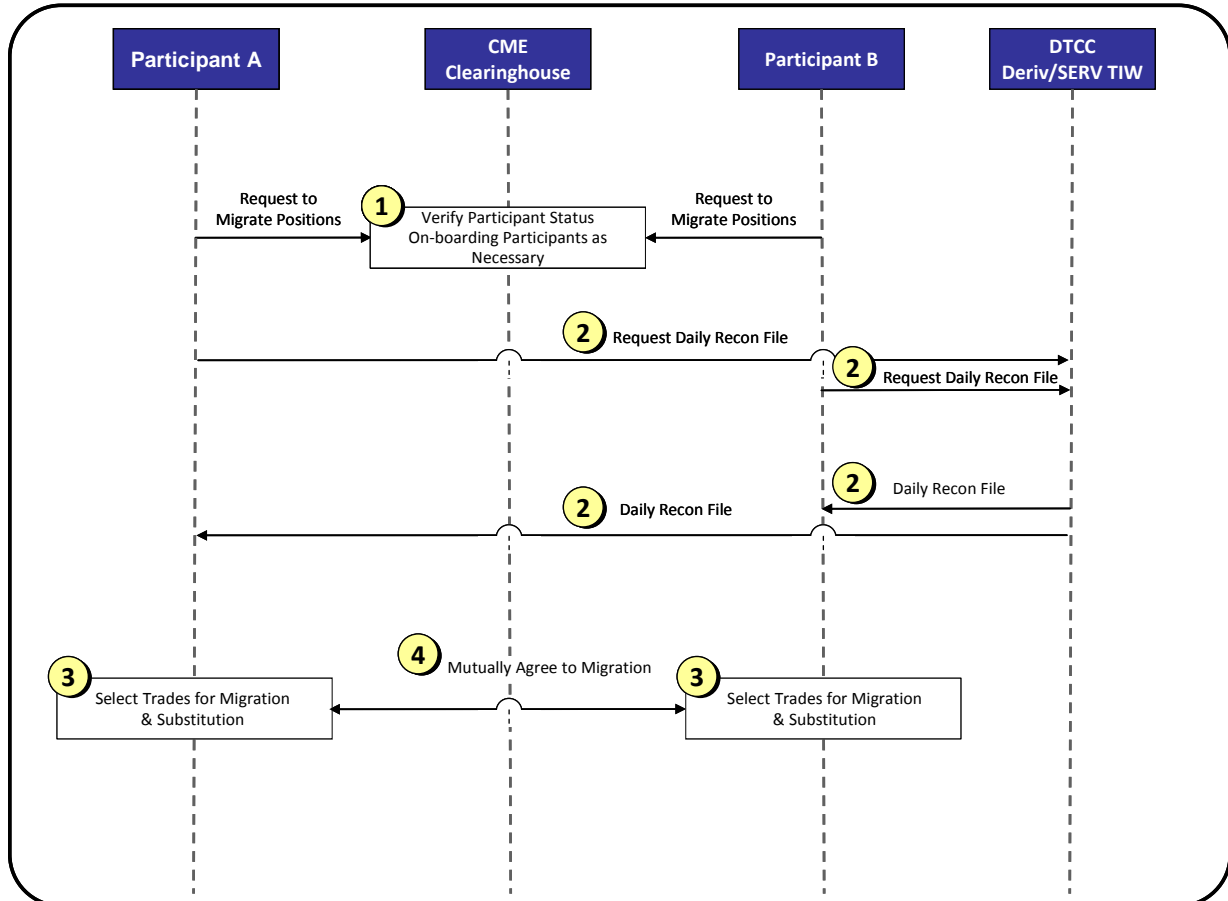 Participant A
CME
Clearinghouse
Participant B
DTCC
Deriv/SERV TIW
Request to
Migrate Positions
1
Verify Participant Status
On-boarding Participants as
Necessary
Request to
Migrate Positions
2
Request Daily Recon File
2
Request Daily Recon File
2
Daily Recon File
2
Daily Recon File
4
Mutually Agree to Migration
3
Select Trades for Migration
& Substitution
3
Select Trades for Migration
& Substitution